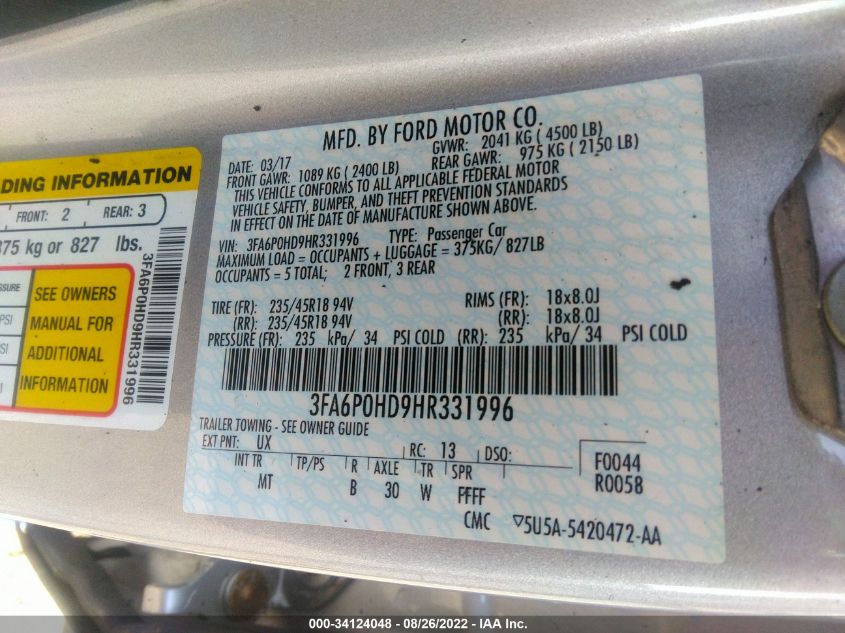 DING INFORMATION
FRONT: 2 REAR: 3
375 kg or 827 lbs.
SSURE
PSI
SI
I
SEE OWNERS
MANUAL FOR
ADDITIONAL
INFORMATION
3FA6P0HD9HR331996
MFD. BY FORD MOTOR CO.
DATE: 03/17 GVWR: 2041 KG ( 4500 LB)
FRONT GAWR: 1089 KG ( 2400 LB) REAR GAWR: 975 KG ( 2150 LB)
THIS VEHICLE CONFORMS TO ALL APPLICABLE FEDERAL MOTOR
VEHICLE SAFETY, BUMPER, AND THEFT PREVENTION STANDARDS
IN EFFECT ON THE DATE OF MANUFACTURE SHOWN ABOVE.
VIN: 3FA6P0HD9HR331996 TYPE: Passenger Car
MAXIMUM LOAD = OCCUPANTS + LUGGAGE = 375KG/ 827LB
OCCUPANTS = 5 TOTAL; 2 FRONT, 3 REAR
TIRE (FR): 235/45R18 94V RIMS (FR): 18x8.0J
(RR): 235/45R18 94V (RR): 18x8.0J
PRESSURE (FR): 235 kPa/ 34 PSI COLD (RR): 235 kPa/ 34 PSI COLD
3FA6P0HD9HR331996
TRAILER TOWING - SEE OWNER GUIDE
EXT PNT: UX RC: 13 DSO: F0044
INT TR TP/PS R AXLE TR SPR R0058
MT B 30 W FFFF
CMC ▽5U5A-5420472-AA
000-34124048 - 08/26/2022 - IAA Inc.